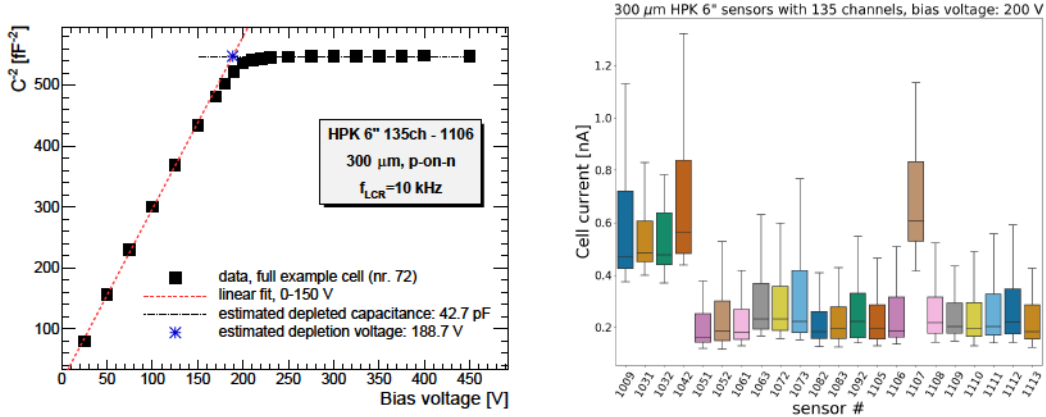 C⁻² [fF⁻²]
500
400
300
200
100
0 50 100 150 200 250 300 350 400 450
Bias voltage [V]
HPK 6" 135ch - 1106
300 μm, p-on-n
f_LCR=10 kHz
data, full example cell (nr. 72)
linear fit, 0-150 V
estimated depleted capacitance: 42.7 pF
estimated depletion voltage: 188.7 V
300 μm HPK 6" sensors with 135 channels, bias voltage: 200 V
Cell current [nA]
1.2
1.0
0.8
0.6
0.4
0.2
1009 1031 1032 1042 1051 1052 1061 1063 1072 1073 1082 1083 1092 1105 1106 1107 1108 1109 1110 1111 1112 1113
sensor #